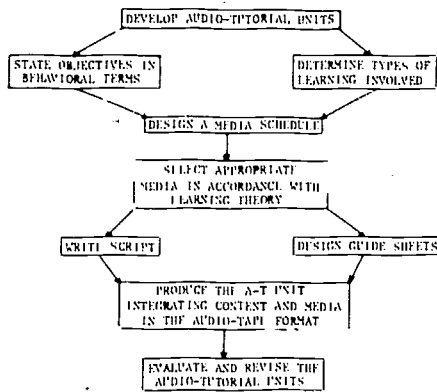 DEVELOP AUDIO-TUTORIAL UNITS
STATE OBJECTIVES IN
BEHAVIORAL TERMS
DETERMINE TYPES OF
LEARNING INVOLVED
DESIGN A MEDIA SCHEDULE
SELECT APPROPRIATE
MEDIA IN ACCORDANCE WITH
LEARNING THEORY
WRITE SCRIPT
DESIGN GUIDE SHEETS
PRODUCE THE A-T UNIT
INTEGRATING CONTENT AND MEDIA
IN THE AUDIO-TAPE FORMAT
EVALUATE AND REVISE THE
AUDIO-TUTORIAL UNITS